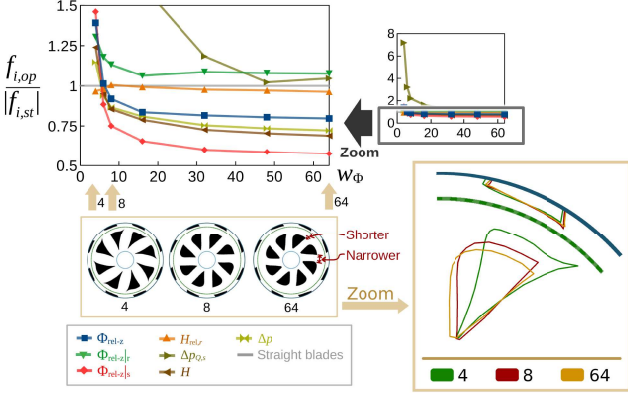 1.5
1.25
1
0.75
0.5
f_{i,op}
|f_{i,st}|
0 10 20 30 40 50 60 w_Φ
8
6
4
2
0
0 20 40 60
Zoom
4 8 64
Shorter
Narrower
4 8 64
Zoom
Φ_{rel-z} H_{rel,r} Δp
Φ_{rel-z|r} Δp_{Q,s} Straight blades
Φ_{rel-z|s} H
4 8 64